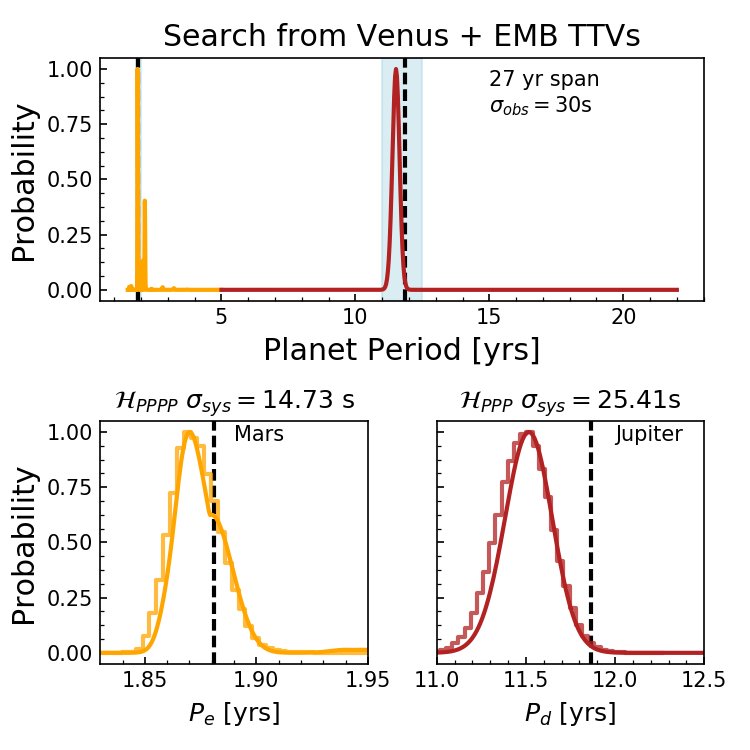 Search from Venus + EMB TTVs
27 yr span
σ_obs = 30s
Probability
1.00
0.75
0.50
0.25
0.00
5 10 15 20
Planet Period [yrs]
ℋ_PPPP σ_sys = 14.73 s
Mars
Probability
1.00
0.75
0.50
0.25
0.00
1.85 1.90 1.95
P_e [yrs]
ℋ_PPP σ_sys = 25.41s
Jupiter
11.0 11.5 12.0 12.5
P_d [yrs]